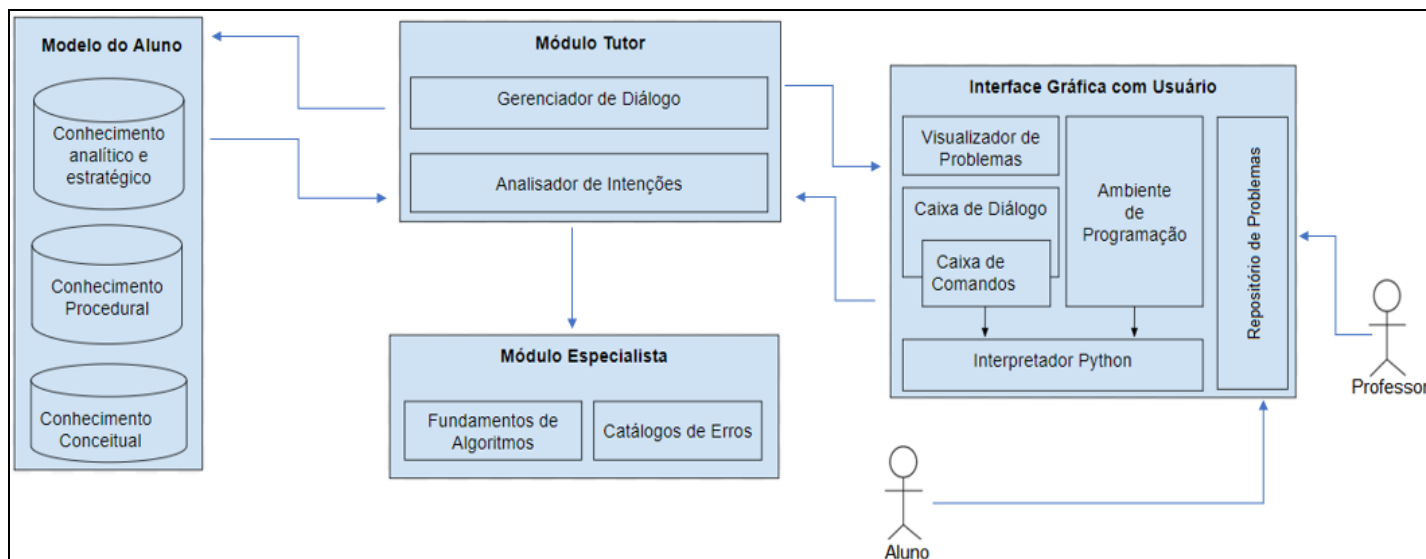 Modelo do Aluno
Conhecimento
analítico e
estratégico
Conhecimento
Procedural
Conhecimento
Conceitual
Módulo Tutor
Gerenciador de Diálogo
Analisador de Intenções
Módulo Especialista
Fundamentos de
Algoritmos
Catálogos de Erros
Interface Gráfica com Usuário
Visualizador de
Problemas
Caixa de Diálogo
Caixa de
Comandos
Ambiente
de
Programação
Interpretador Python
Repositório de Problemas
Professor
Aluno